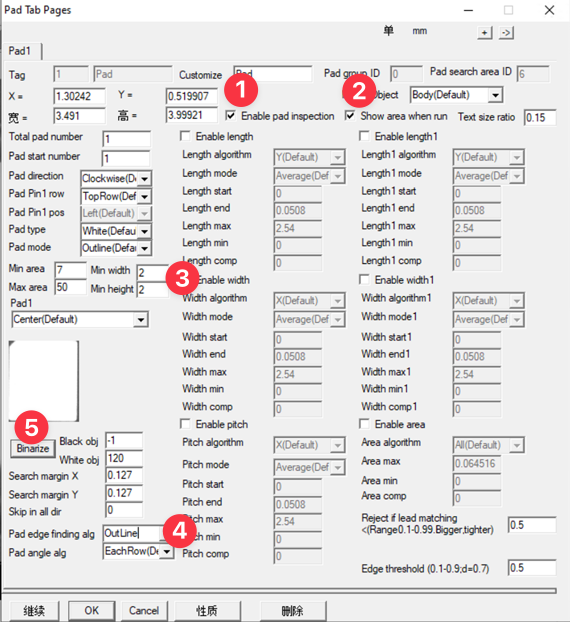 Pad Tab Pages
单 mm + ->
Pad1
Tag 1 Pad Customize Pad Pad group ID 0 Pad search area ID 6
X = 1.30242 Y = 0.519907 1 2 Object Body(Default)
宽 = 3.491 高 = 3.99921 Enable pad inspection Show area when run Text size ratio 0.15
Total pad number 1 Enable length Enable length1
Pad start number 1 Length algorithm Y(Default) Length1 algorithm Y(Default)
Pad direction Clockwise(De Length mode Average(Def Length1 mode Average(Def
Pad Pin1 row TopRow(Def Length start 0 Length1 start 0
Pad Pin1 pos Left(Default) Length end 0.0508 Length1 end 0.0508
Pad type White(Defau Length max 2.54 Length1 max 2.54
Pad mode Outline(Defau Length min 0 Length1 min 0
Length comp 0 Length1 comp 0
Min area 7 Min width 2 3 Enable width Enable width1
Max area 50 Min height 2
Pad1 Width algorithm X(Default) Width algorithm1 X(Default)
Center(Default) Width mode Average(Def Width mode1 Average(Def
Width start 0 Width start1 0
Width end 0.0508 Width end1 0.0508
Width max 2.54 Width max1 2.54
Width min 0 Width min1 0
Width comp 0 Width comp1 0
5 Enable pitch Enable area
Binarize Black obj -1 Pitch algorithm X(Default) Area algorithm All(Default)
White obj 120 Pitch mode Average(Def Area max 0.064516
Search margin X 0.127 Pitch start 0 Area min 0
Search margin Y 0.127 Pitch end 0.0508 Area comp 0
Skip in all dir 0 Pitch max 2.54
Pad edge finding alg OutLine 4 min 0 Reject if lead matching
<(Range0.1-0.99.Bigger,tighter) 0.5
Pad angle alg EachRow(De Pitch comp 0
Edge threshold (0.1-0.9;d=0.7) 0.5
继续 OK Cancel 性质 删除